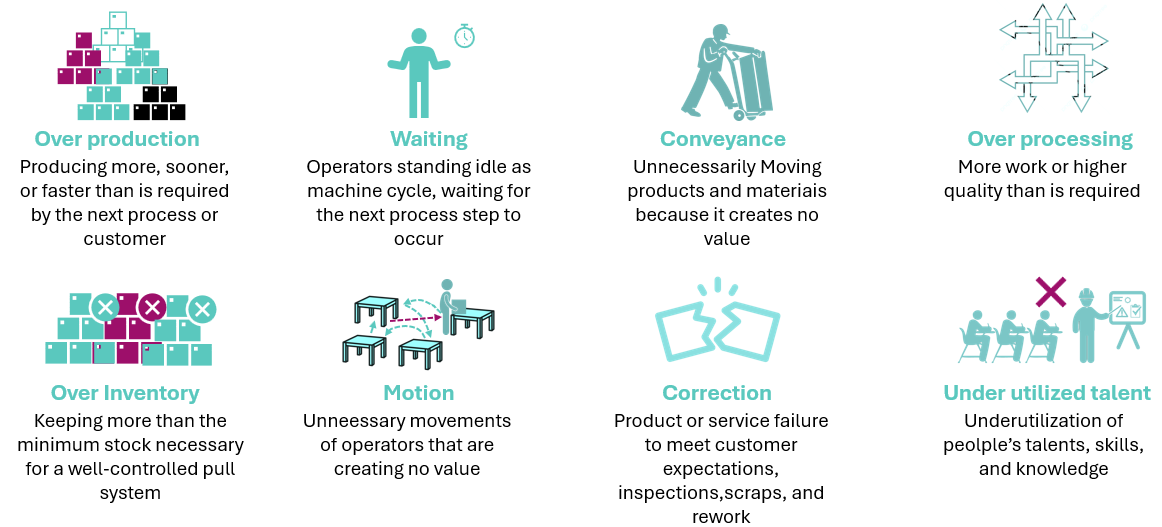 Over production
Producing more, sooner,
or faster than is required
by the next process or
customer
Waiting
Operators standing idle as
machine cycle, waiting for
the next process step to
occur
Conveyance
Unnecessarily Moving
products and materiais
because it creates no
value
Over processing
More work or higher
quality than is required
Over Inventory
Keeping more than the
minimum stock necessary
for a well-controlled pull
system
Motion
Unneessary movements
of operators that are
creating no value
Correction
Product or service failure
to meet customer
expectations,
inspections,scraps, and
rework
Under utilized talent
Underutilization of
peolple’s talents, skills,
and knowledge